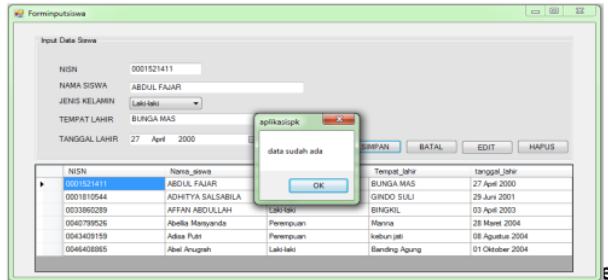 Forminputsiswa
Input Data Siswa
NISN 0001521411
NAMA SISWA ABDUL FAJAR
JENIS KELAMIN Laki-laki
TEMPAT LAHIR BUNGA MAS
TANGGAL LAHIR 27 April 2000
aplikasispk
data sudah ada
OK
SIMPAN BATAL EDIT HAPUS
NISN Nama_siswa Tempat_lahir tanggal_lahir
0001521411 ABDUL FAJAR BUNGA MAS 27 April 2000
0001810544 ADHITYA SALSABILA GINDO SULI 29 Juni 2001
0033860289 AFFAN ABDULLAH Laki-laki BINGKIL 03 April 2003
0040799526 Abellia Marsyanda Perempuan Manna 28 Maret 2004
0043409159 Adisa Putri Perempuan kebun jati 08 Agustus 2004
0046408865 Abel Anugrah Laki-laki Banding Agung 01 Oktober 2004